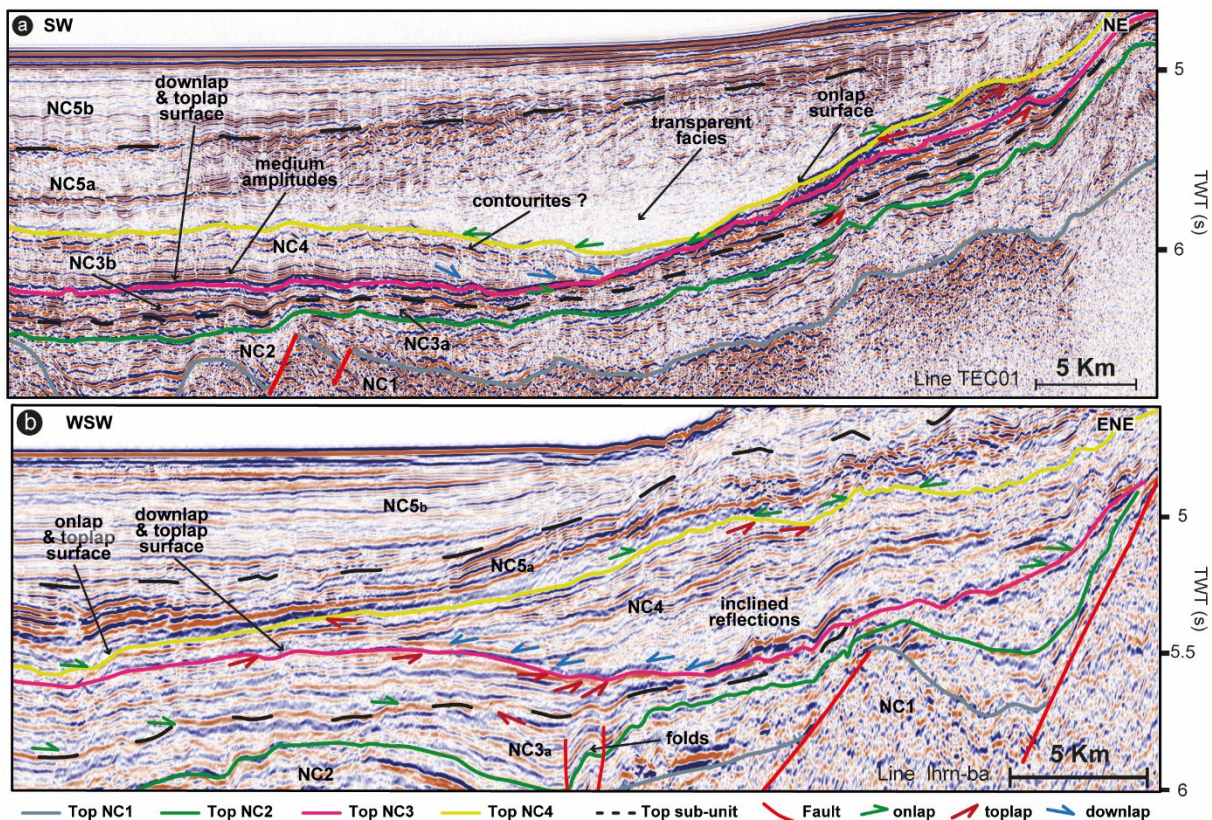 a SW
NE
5
6
TWT (s)
NC5b
downlap
& toplap
surface
NC5a
medium
amplitudes
NC4
contourites ?
transparent
facies
onlap
surface
NC3b
NC3a
NC2
NC1
Line TEC01
5 Km
b WSW
ENE
5
5.5
6
TWT (s)
NC5b
onlap
& toplap
surface
downlap
& toplap
surface
NC5a
NC4
inclined
reflections
NC1
NC3a
folds
NC2
Line lhrn-ba
5 Km
Top NC1 Top NC2 Top NC3 Top NC4 Top sub-unit Fault onlap toplap downlap